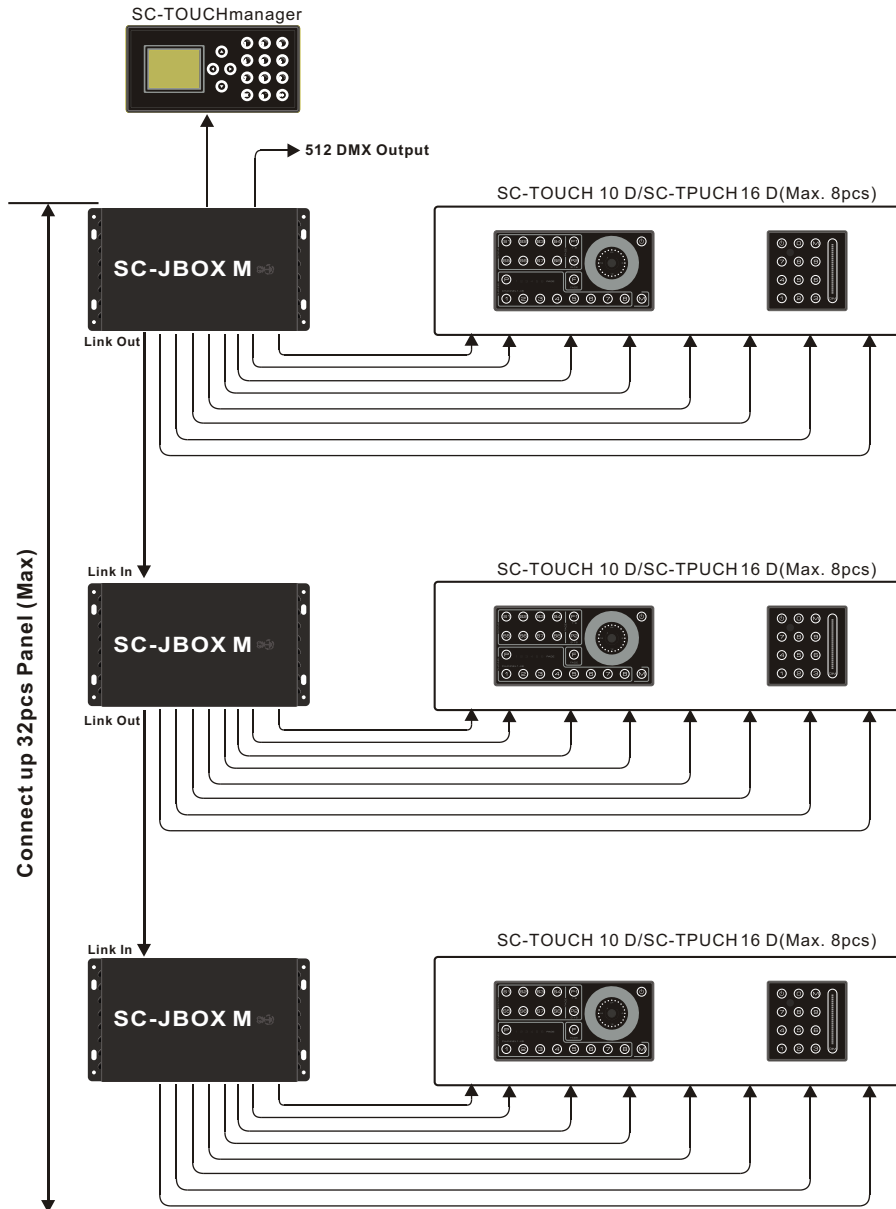 SC-TOUCHmanager
512 DMX Output
SC-TOUCH 10 D/SC-TPUCH 16 D(Max. 8pcs)
SC-JBOX M
Link Out
Connect up 32pcs Panel (Max)
SC-TOUCH 10 D/SC-TPUCH 16 D(Max. 8pcs)
Link In
SC-JBOX M
Link Out
SC-TOUCH 10 D/SC-TPUCH 16 D(Max. 8pcs)
Link In
SC-JBOX M